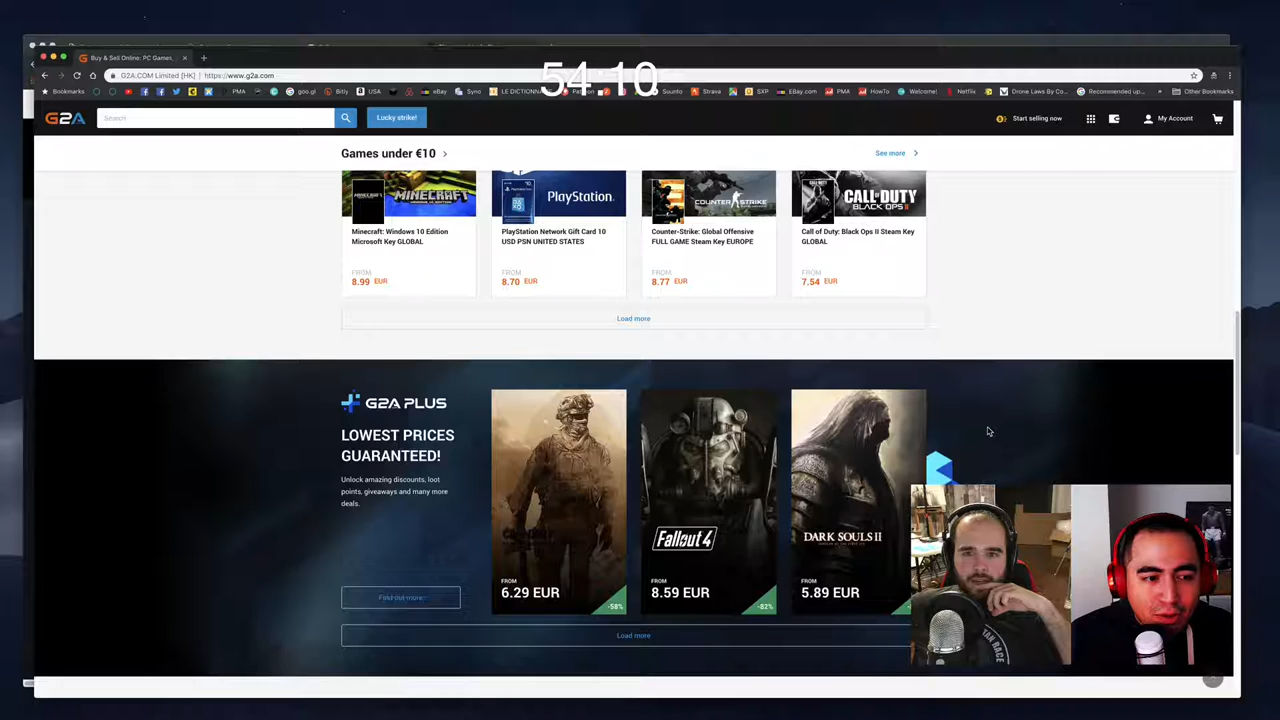 Buy & Sell Online: PC Games,
54:10
G2A.COM Limited [HK] | https://www.g2a.com
Bookmarks PMA goo.gl Bitly USA eBay Syno LE DICTIONNA Suunto Strava SXP EBay.com PMA HowTo Welcome! Netflix Drone Laws By Co... Recommended up... Other Bookmarks
G2A Search Lucky strike! Start selling now My Account
Games under €10 See more
MINECRAFT PlayStation COUNTER STRIKE CALL OF DUTY
BLACK OPS II
Minecraft: Windows 10 Edition
Microsoft Key GLOBAL
FROM
8.99 EUR
PlayStation Network Gift Card 10
USD PSN UNITED STATES
FROM
8.70 EUR
Counter-Strike: Global Offensive
FULL GAME Steam Key EUROPE
FROM
8.77 EUR
Call of Duty: Black Ops II Steam Key
GLOBAL
FROM
7.54 EUR
Load more
G2A PLUS
LOWEST PRICES
GUARANTEED!
Unlock amazing discounts, loot
points, giveaways and many more
deals.
Find out more
FROM
6.29 EUR
-58%
Fallout 4
FROM
8.59 EUR
-82%
DARK SOULS II
FROM
5.89 EUR
Load more
TAN RACE